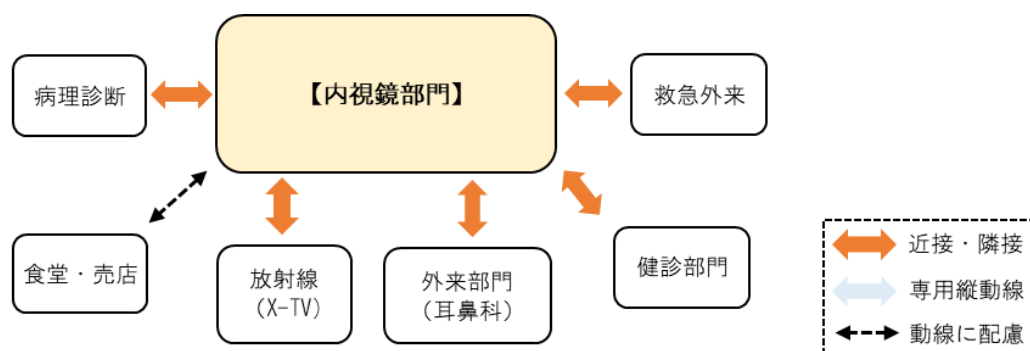 【内視鏡部門】
病理診断
救急外来
食堂・売店
放射線
(X-TV)
外来部門
（耳鼻科）
健診部門
近接・隣接
専用縦動線
動線に配慮